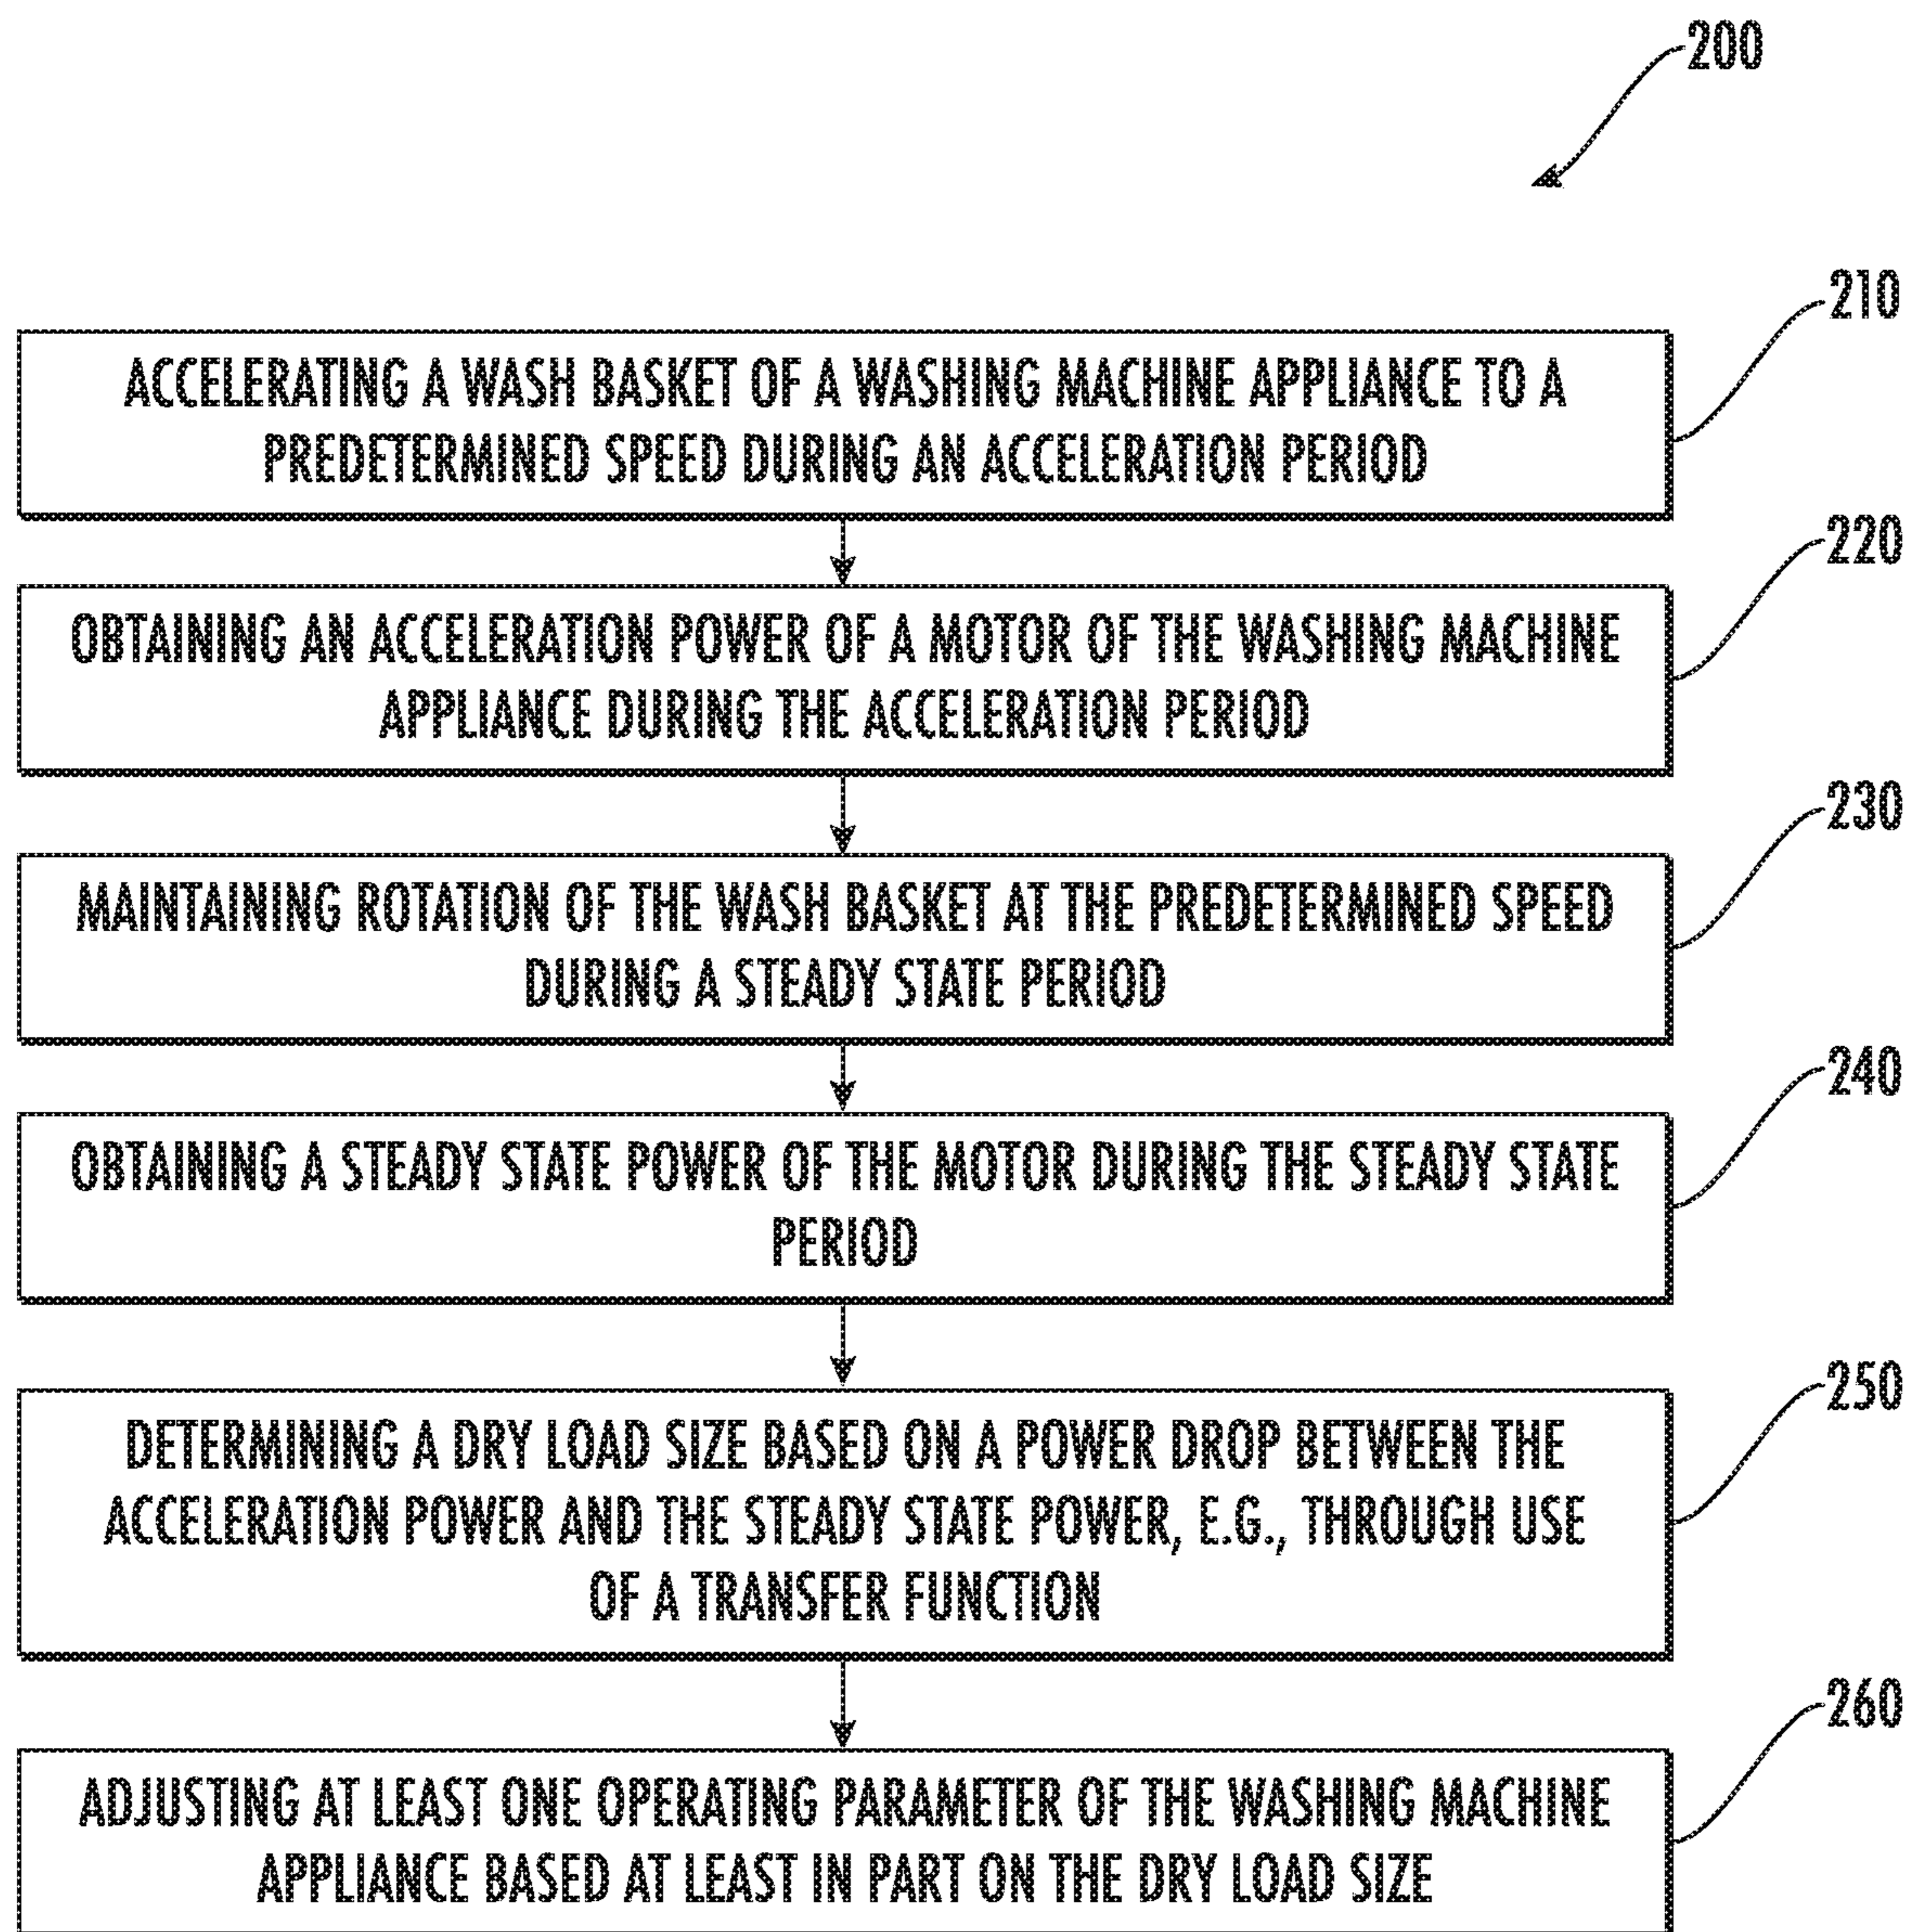 200
210
ACCELERATING A WASH BASKET OF A WASHING MACHINE APPLIANCE TO A
PREDETERMINED SPEED DURING AN ACCELERATION PERIOD
220
OBTAINING AN ACCELERATION POWER OF A MOTOR OF THE WASHING MACHINE
APPLIANCE DURING THE ACCELERATION PERIOD
230
MAINTAINING ROTATION OF THE WASH BASKET AT THE PREDETERMINED SPEED
DURING A STEADY STATE PERIOD
240
OBTAINING A STEADY STATE POWER OF THE MOTOR DURING THE STEADY STATE
PERIOD
250
DETERMINING A DRY LOAD SIZE BASED ON A POWER DROP BETWEEN THE
ACCELERATION POWER AND THE STEADY STATE POWER, E.G., THROUGH USE
OF A TRANSFER FUNCTION
260
ADJUSTING AT LEAST ONE OPERATING PARAMETER OF THE WASHING MACHINE
APPLIANCE BASED AT LEAST IN PART ON THE DRY LOAD SIZE